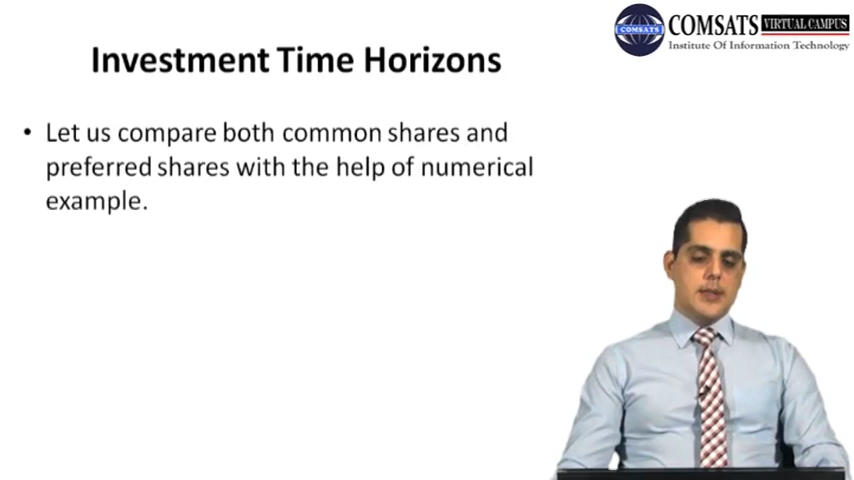 COMSATS VIRTUAL CAMPUS
COMSATS
Institute Of Information Technology
Investment Time Horizons
• Let us compare both common shares and
preferred shares with the help of numerical
example.